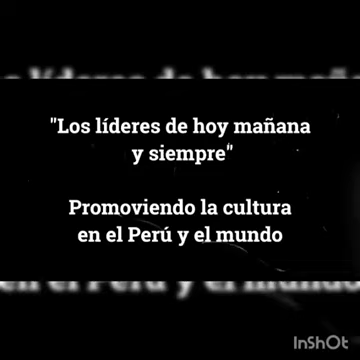 "Los líderes de hoy mañana
y siempre"
Promoviendo la cultura
en el Perú y el mundo
InShOt